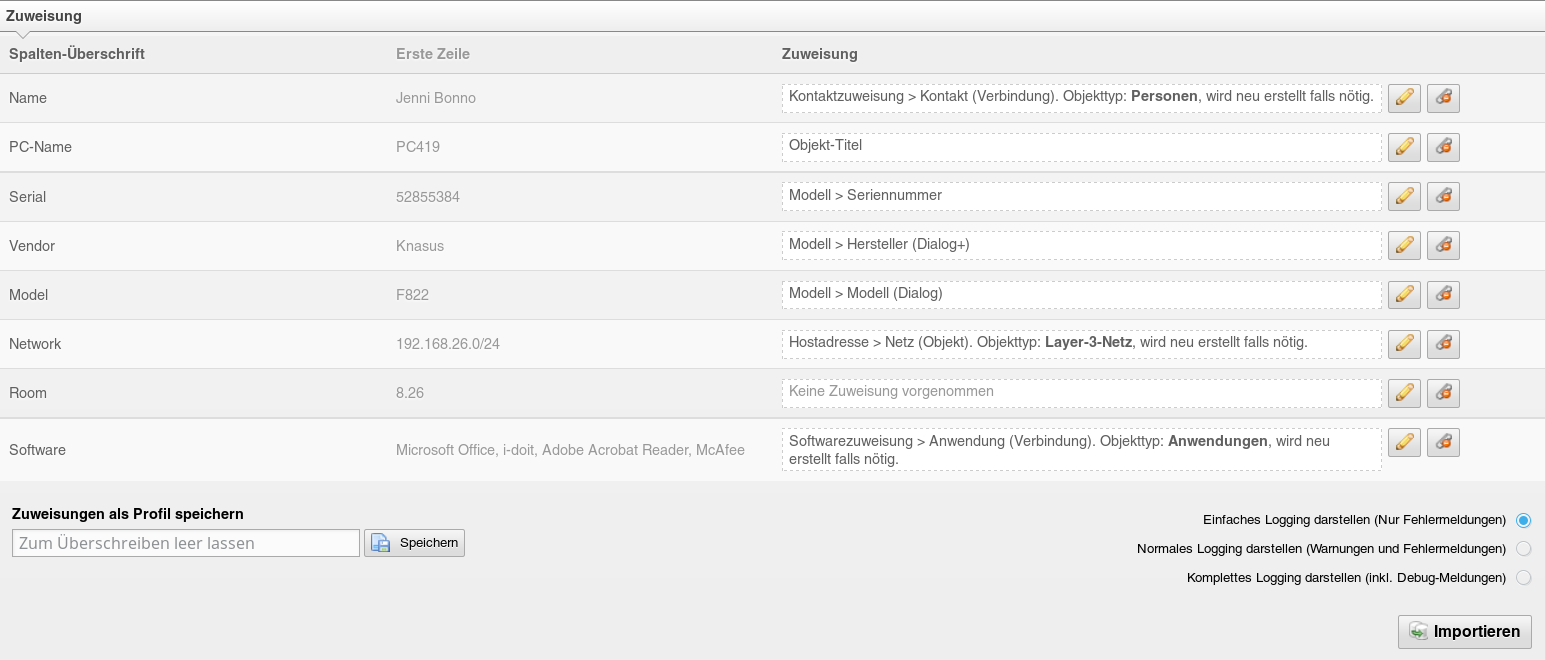 Zuweisung
Spalten-Überschrift Erste Zeile Zuweisung
Name Jenni Bonno Kontaktzuweisung > Kontakt (Verbindung). Objekttyp: Personen, wird neu erstellt falls nötig.
PC-Name PC419 Objekt-Titel
Serial 52855384 Modell > Seriennummer
Vendor Knasus Modell > Hersteller (Dialog+)
Model F822 Modell > Modell (Dialog)
Network 192.168.26.0/24 Hostadresse > Netz (Objekt). Objekttyp: Layer-3-Netz, wird neu erstellt falls nötig.
Room 8.26 Keine Zuweisung vorgenommen
Software Microsoft Office, i-doit, Adobe Acrobat Reader, McAfee Softwarezuweisung > Anwendung (Verbindung). Objekttyp: Anwendungen, wird neu
erstellt falls nötig.
Zuweisungen als Profil speichern
Zum Überschreiben leer lassen Speichern
Einfaches Logging darstellen (Nur Fehlermeldungen)
Normales Logging darstellen (Warnungen und Fehlermeldungen)
Komplettes Logging darstellen (inkl. Debug-Meldungen)
Importieren